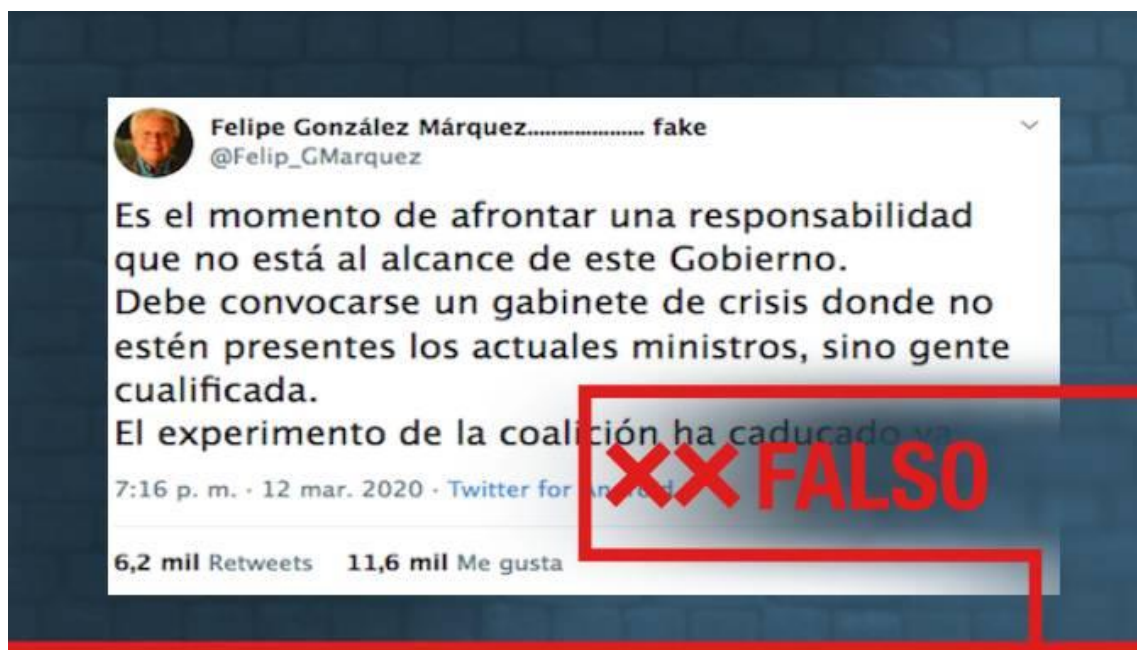 Felipe González Márquez..................... fake
@Felip_GMarquez
Es el momento de afrontar una responsabilidad
que no está al alcance de este Gobierno.
Debe convocarse un gabinete de crisis donde no
estén presentes los actuales ministros, sino gente
cualificada.
El experimento de la coalición ha caducado ya.
7:16 p. m. · 12 mar. 2020 · Twitter for Android
FALSO
6,2 mil Retweets 11,6 mil Me gusta